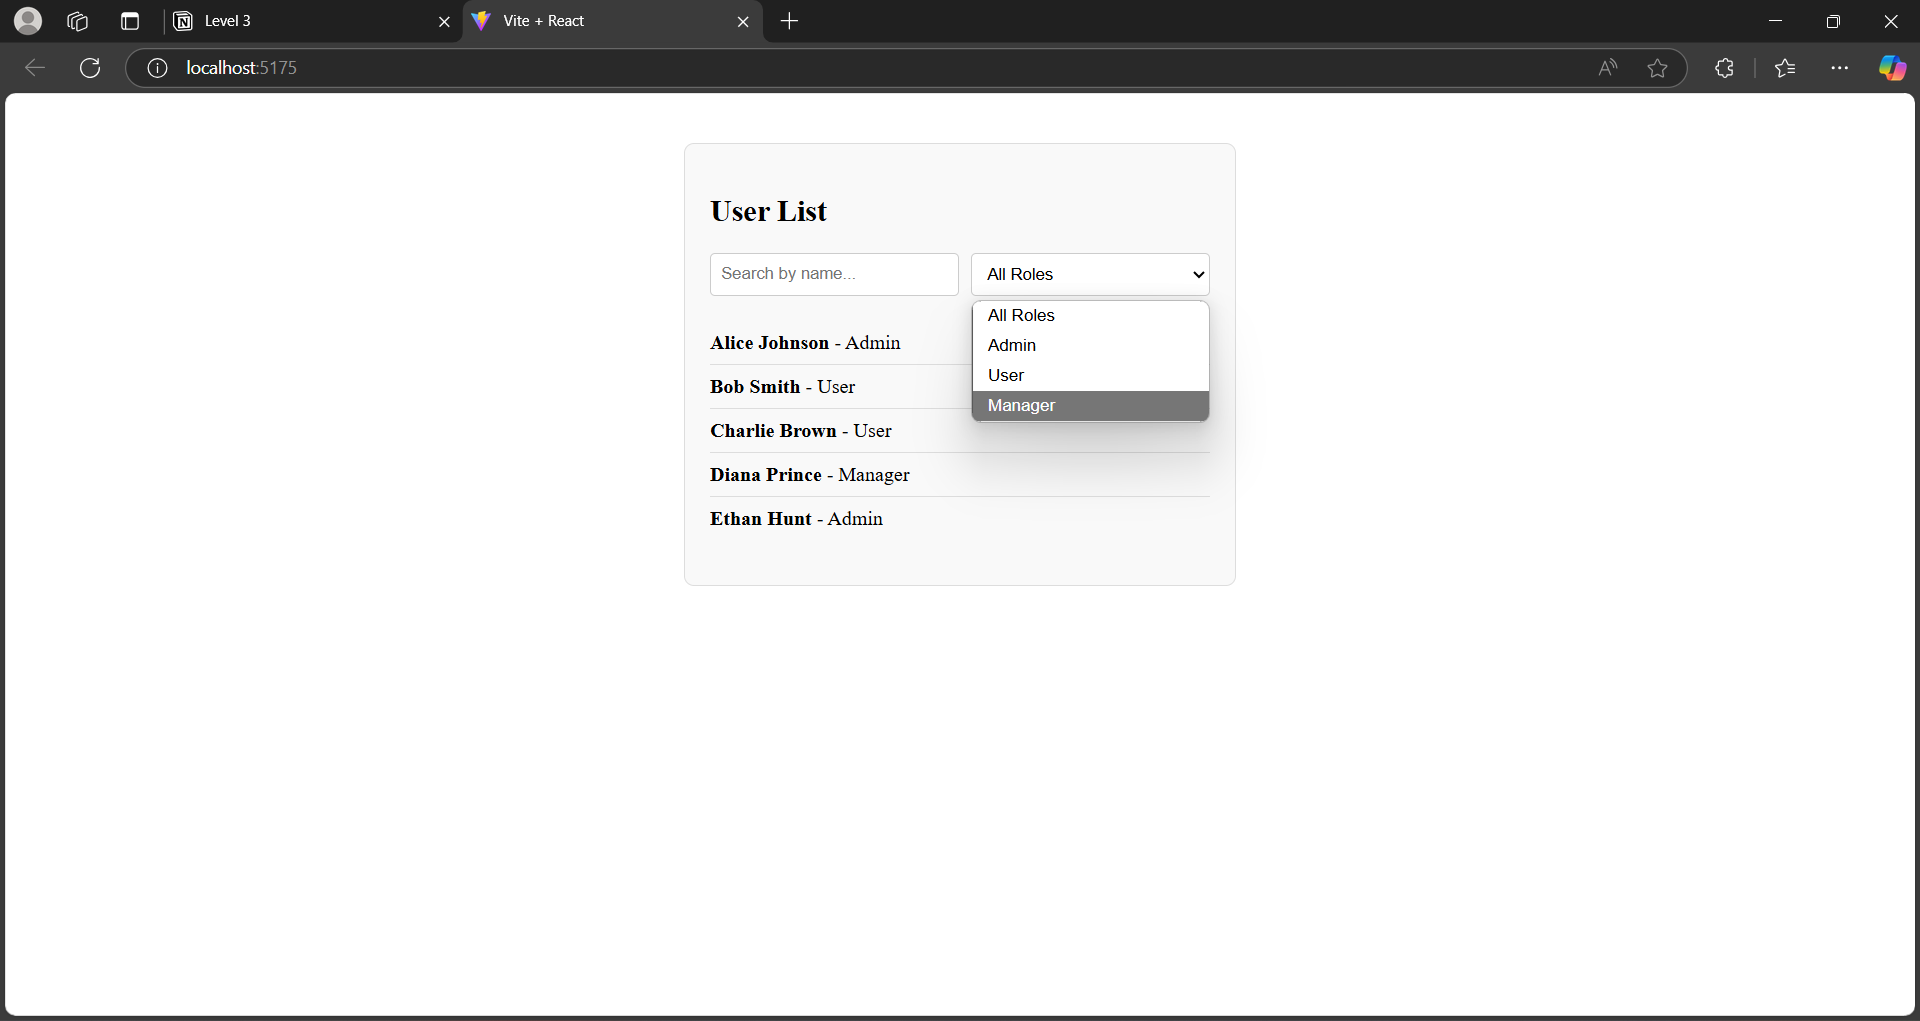 Level 3
Vite + React
localhost:5175
User List
Search by name...
All Roles
All Roles
Admin
User
Manager
Alice Johnson - Admin
Bob Smith - User
Charlie Brown - User
Diana Prince - Manager
Ethan Hunt - Admin